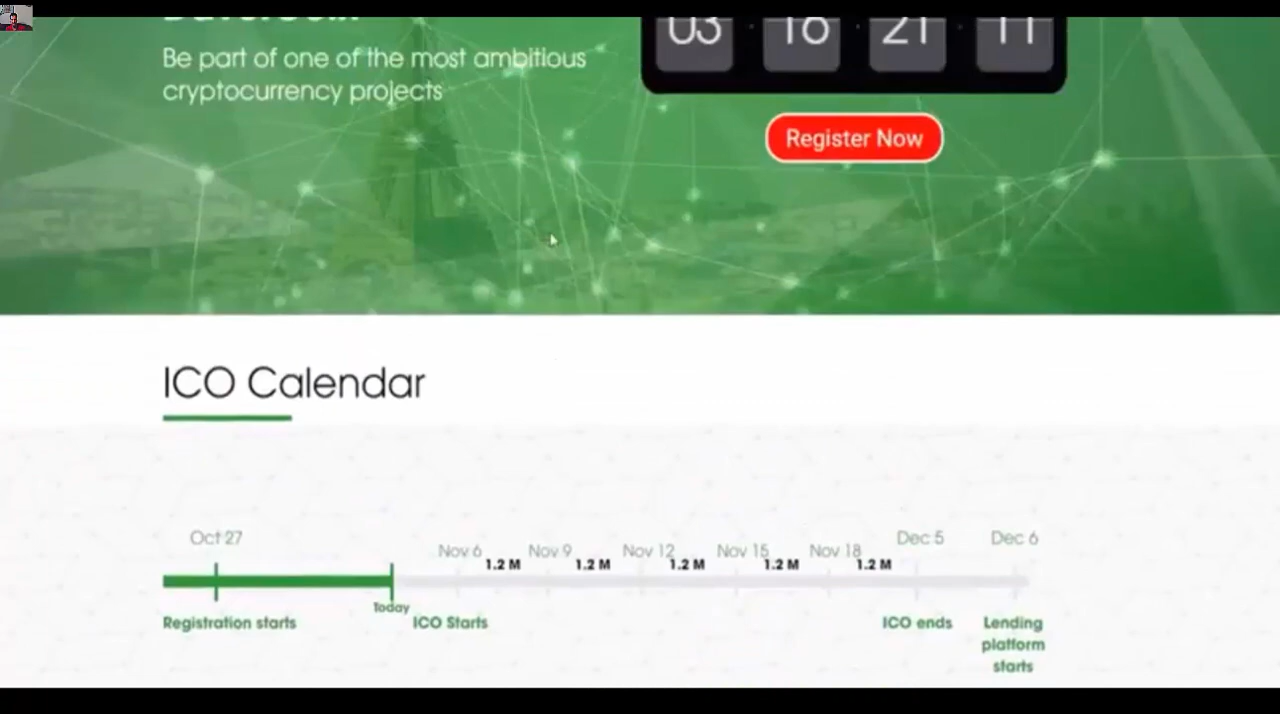 Be part of one of the most ambitious
cryptocurrency projects
03 16 21 11
Register Now
ICO Calendar
Oct 27
Nov 6
Nov 9
Nov 12
Nov 15
Nov 18
Dec 5
Dec 6
1.2 M
1.2 M
1.2 M
1.2 M
1.2 M
Today
Registration starts
ICO Starts
ICO ends
Lending
platform
starts